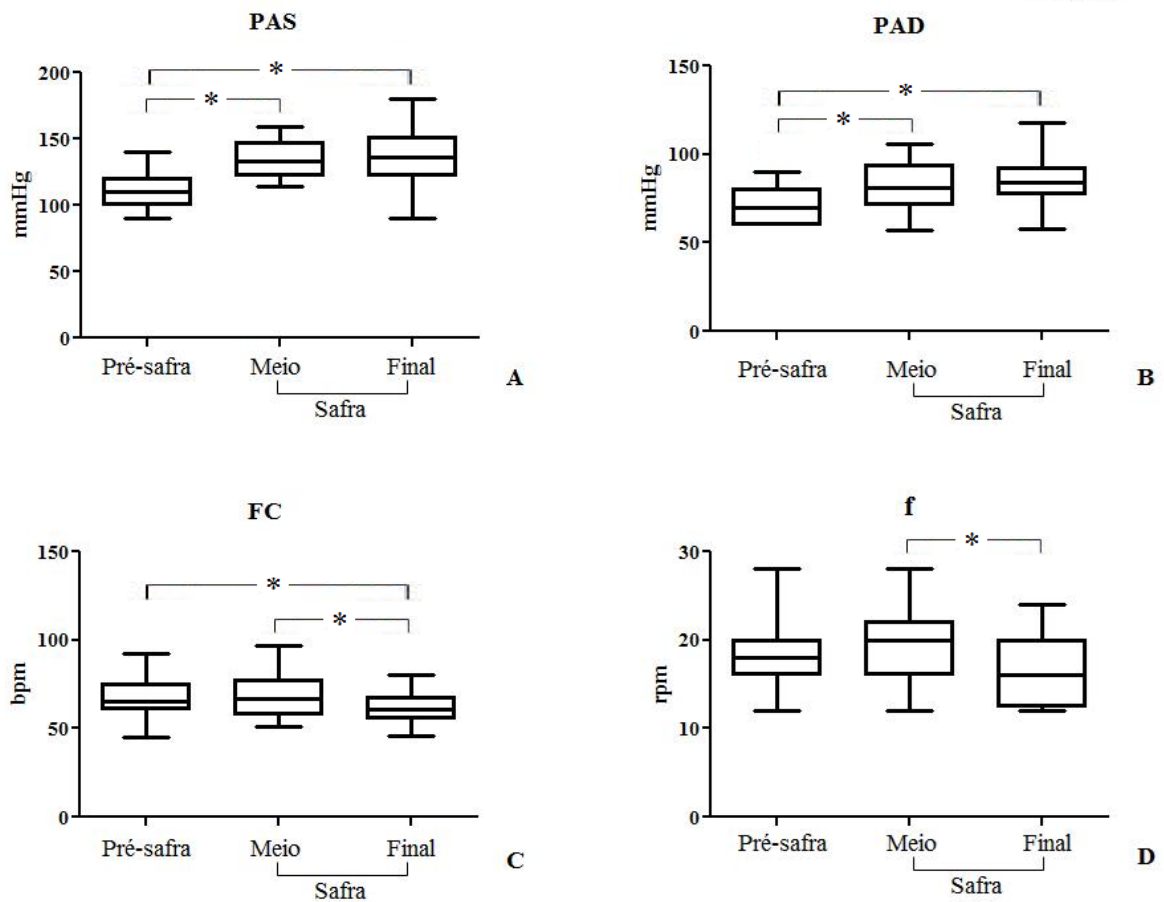 PAS
*
*
200
150
100
50
0
mmHg
Pré-safra Meio Final
Safra
A
PAD
*
*
150
100
50
0
mmHg
Pré-safra Meio Final
Safra
B
FC
*
*
150
100
50
0
bpm
Pré-safra Meio Final
Safra
C
f
*
30
20
10
0
rpm
Pré-safra Meio Final
Safra
D